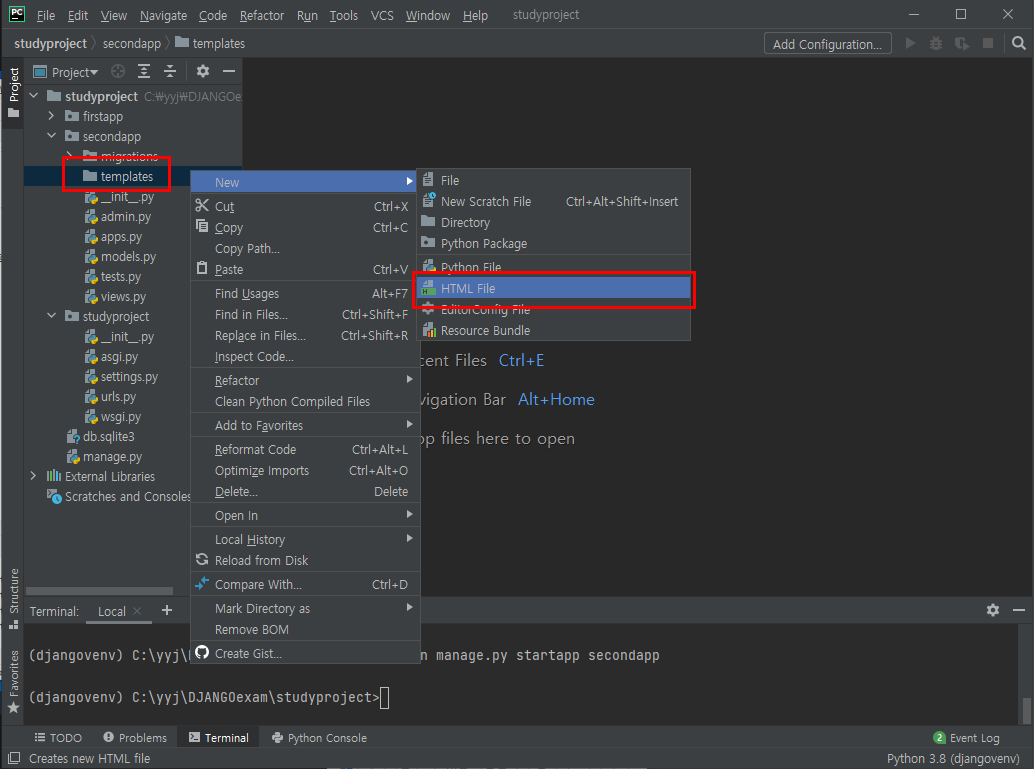 PC File Edit View Navigate Code Refactor Run Tools VCS Window Help studyproject
studyproject secondapp templates Add Configuration...
Project
Project
studyproject C:￦yyj￦DJANGOe
firstapp
secondapp
migrations
templates
__init__.py
admin.py
apps.py
models.py
tests.py
views.py
studyproject
__init__.py
asgi.py
settings.py
urls.py
wsgi.py
db.sqlite3
manage.py
External Libraries
Scratches and Consoles
New
Cut Ctrl+X
Copy Ctrl+C
Copy Path...
Paste Ctrl+V
Find Usages Alt+F7
Find in Files... Ctrl+Shift+F
Replace in Files... Ctrl+Shift+R
Inspect Code...
Refactor
Clean Python Compiled Files
Add to Favorites
Reformat Code Ctrl+Alt+L
Optimize Imports Ctrl+Alt+O
Delete... Delete
Open In
Local History
Reload from Disk
Compare With... Ctrl+D
Mark Directory as
Remove BOM
Create Gist...
File
New Scratch File Ctrl+Alt+Shift+Insert
Directory
Python Package
Python File
HTML File
EditorConfig File
Resource Bundle
cent Files Ctrl+E
vigation Bar Alt+Home
op files here to open
Structure
Favorites
Terminal: Local +
(djangovenv) C:\yyj\ n manage.py startapp secondapp
(djangovenv) C:\yyj\DJANGOexam\studyproject>
TODO Problems Terminal Python Console 2 Event Log
Creates new HTML file Python 3.8 (djangovenv)